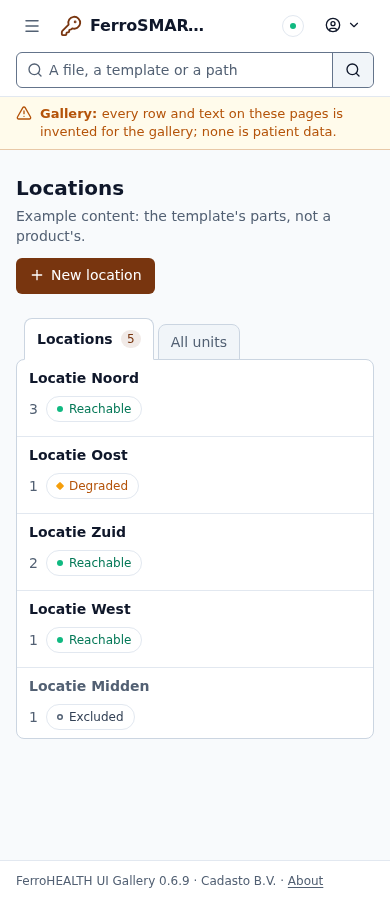 FerroSMAR…
A file, a template or a path
Gallery: every row and text on these pages is
invented for the gallery; none is patient data.
Locations
Example content: the template's parts, not a
product's.
New location
Locations 5
All units
Locatie Noord
3 Reachable
Locatie Oost
1 Degraded
Locatie Zuid
2 Reachable
Locatie West
1 Reachable
Locatie Midden
1 Excluded
FerroHEALTH UI Gallery 0.6.9 · Cadasto B.V. · About